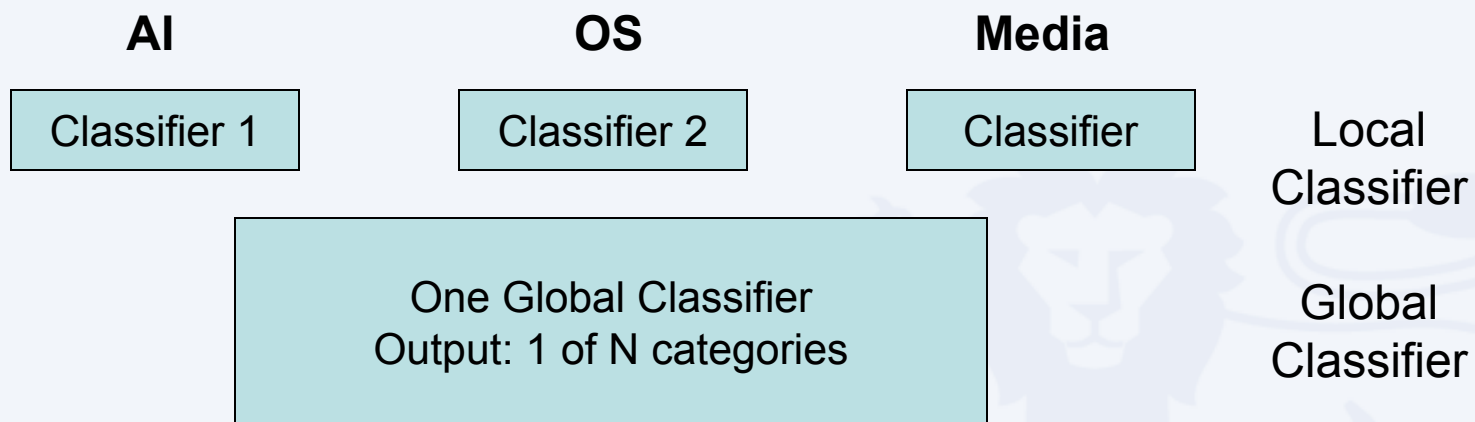 AI OS Media
Classifier 1 Classifier 2 Classifier Local
Classifier
One Global Classifier
Output: 1 of N categories
Global
Classifier